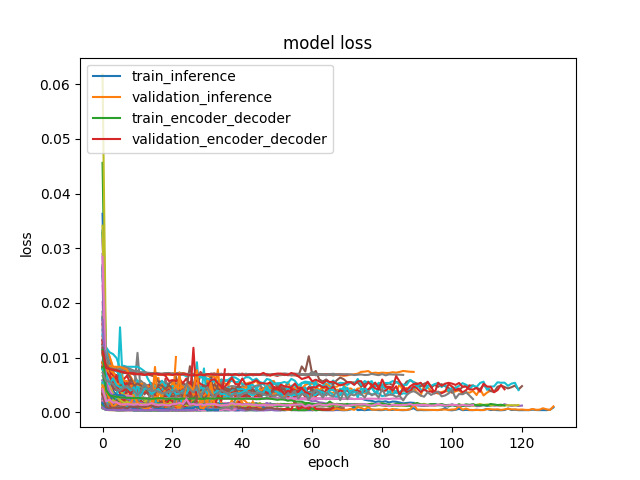 model loss
train_inference
validation_inference
train_encoder_decoder
validation_encoder_decoder
0.06
0.05
0.04
0.03
0.02
0.01
0.00
loss
0 20 40 60 80 100 120
epoch